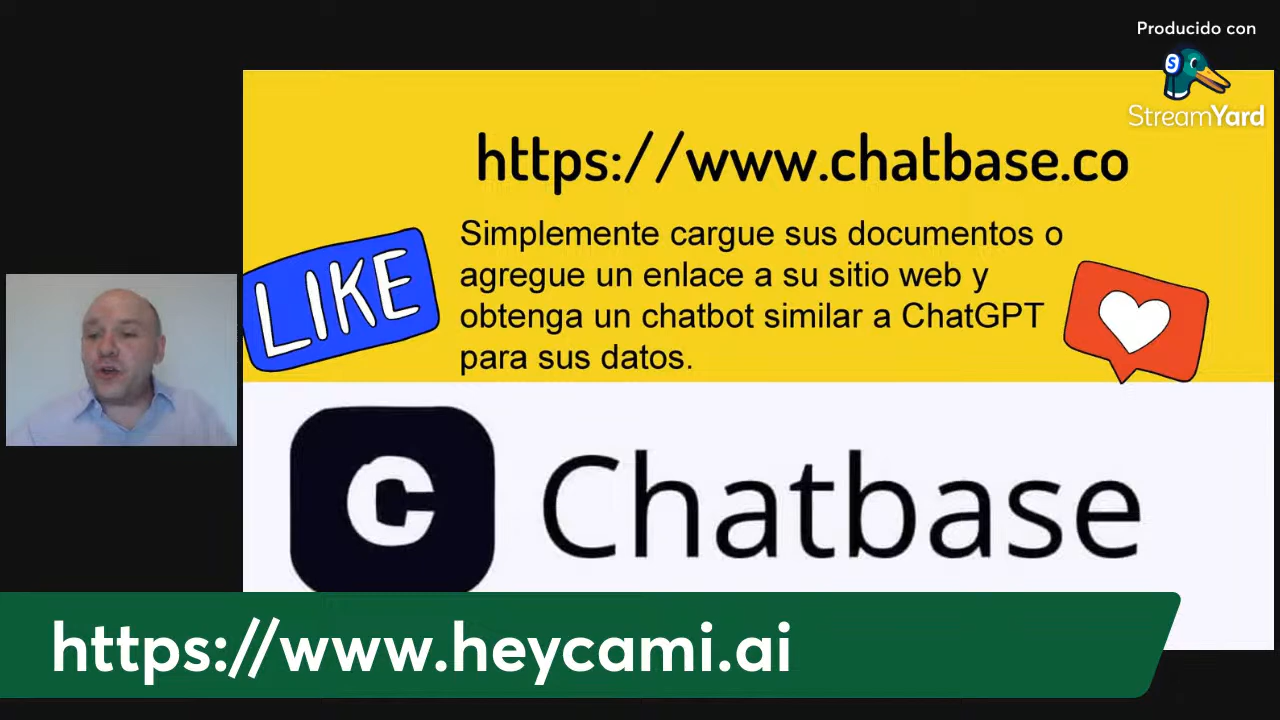 Producido con
StreamYard
https://www.chatbase.co
Simplemente cargue sus documentos o
agregue un enlace a su sitio web y
obtenga un chatbot similar a ChatGPT
para sus datos.
LIKE
C
Chatbase
https://www.heycami.ai